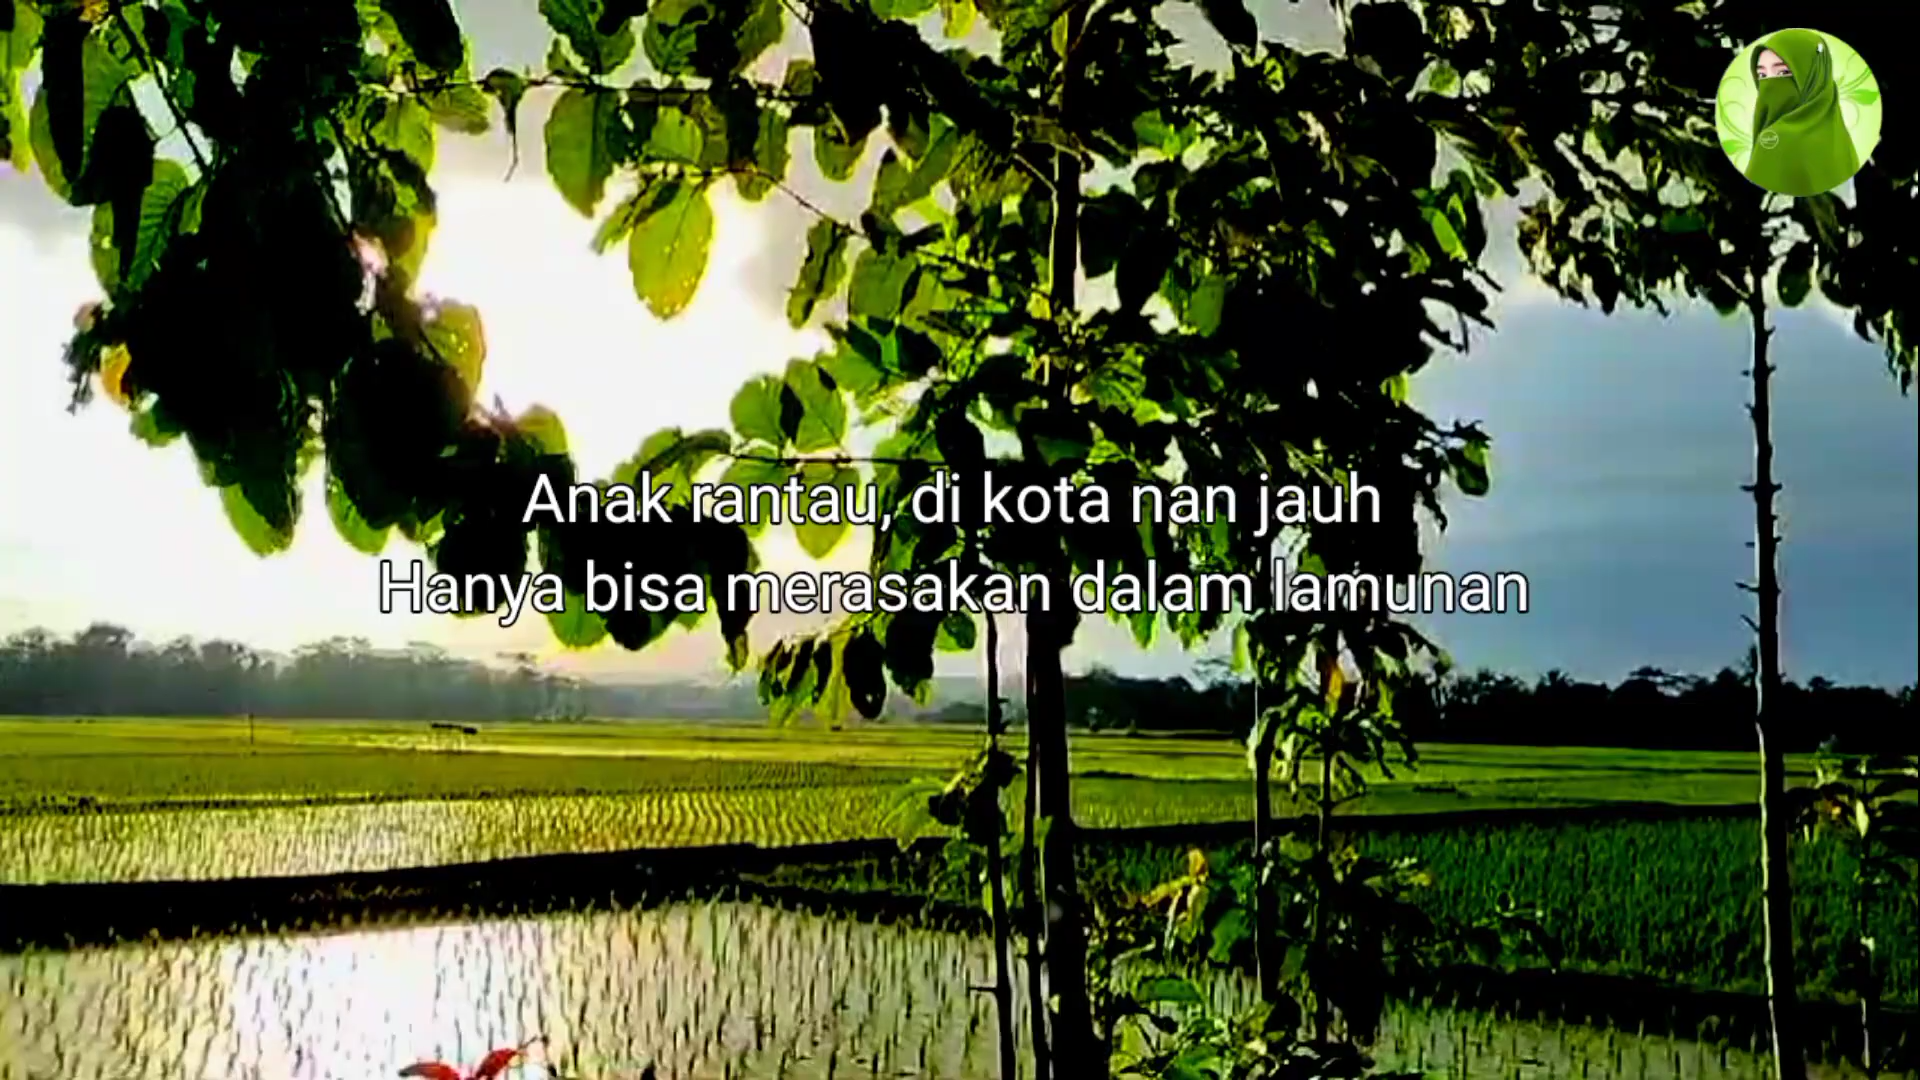 Anak rantau, di kota nan jauh
Hanya bisa merasakan dalam lamunan